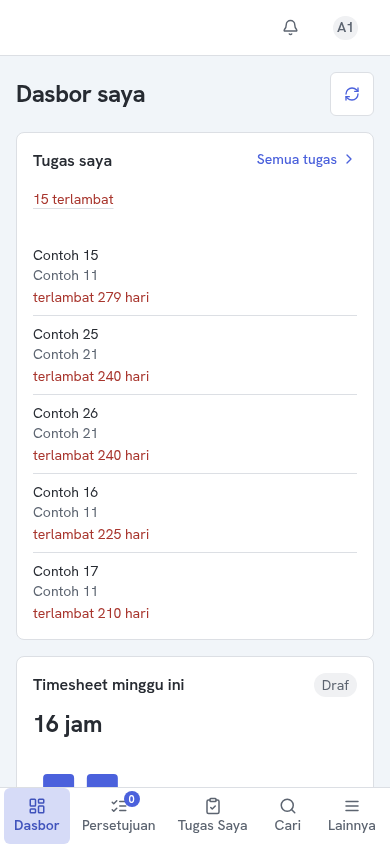 A1
Dasbor saya
Tugas saya
Semua tugas
15 terlambat
Contoh 15
Contoh 11
terlambat 279 hari
Contoh 25
Contoh 21
terlambat 240 hari
Contoh 26
Contoh 21
terlambat 240 hari
Contoh 16
Contoh 11
terlambat 225 hari
Contoh 17
Contoh 11
terlambat 210 hari
Timesheet minggu ini
Draf
16 jam
0
Dasbor
Persetujuan
Tugas Saya
Cari
Lainnya